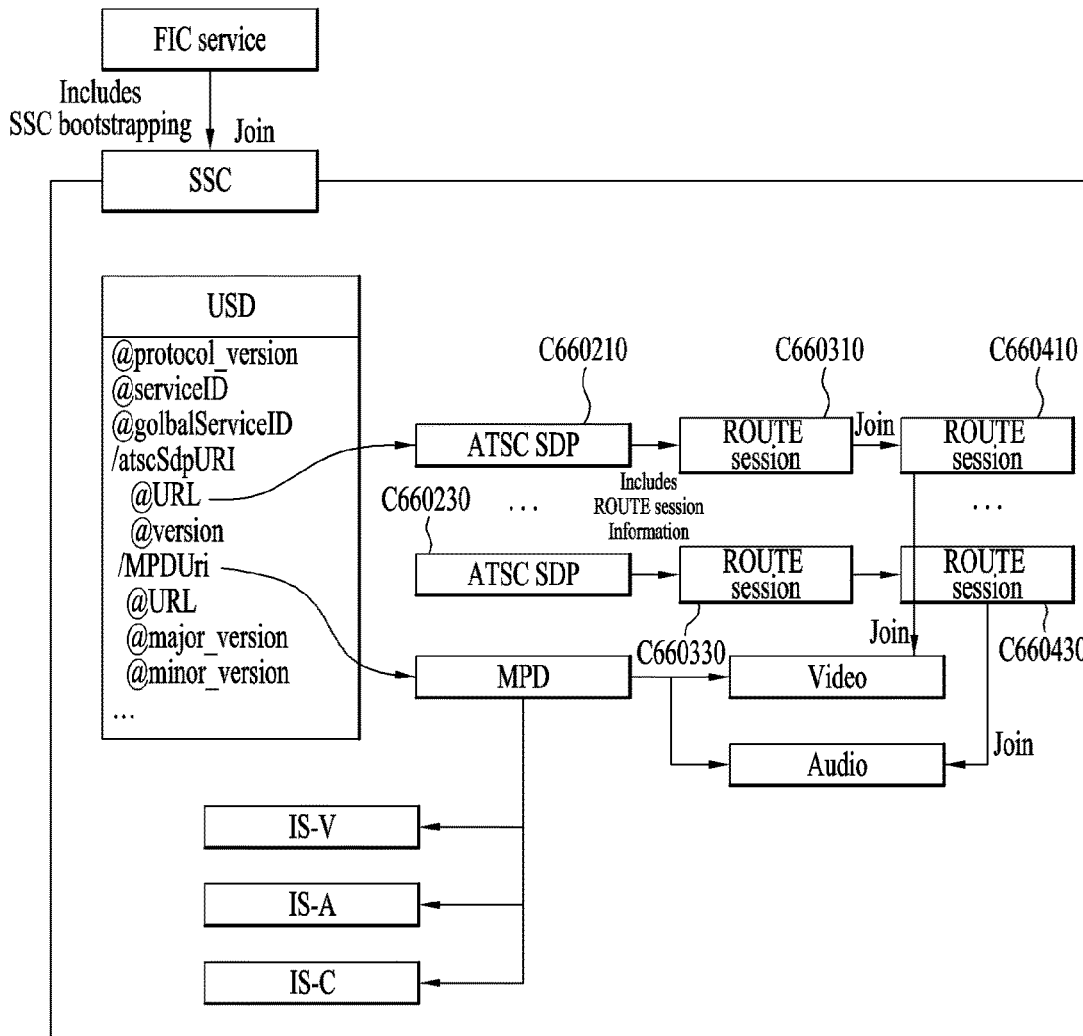 FIC service
Includes
SSC bootstrapping
Join
SSC
USD
@protocol_version
@serviceID
@golbalServiceID
/atscSdpURI
@URL
@version
/MPDUri
@URL
@major_version
@minor_version
...
C660210
C660310
C660410
ATSC SDP
ROUTE
session
Join
ROUTE
session
C660230
...
Includes
ROUTE session
Information
...
ATSC SDP
ROUTE
session
ROUTE
session
C660330
Join
C660430
MPD
Video
Join
Audio
IS-V
IS-A
IS-C